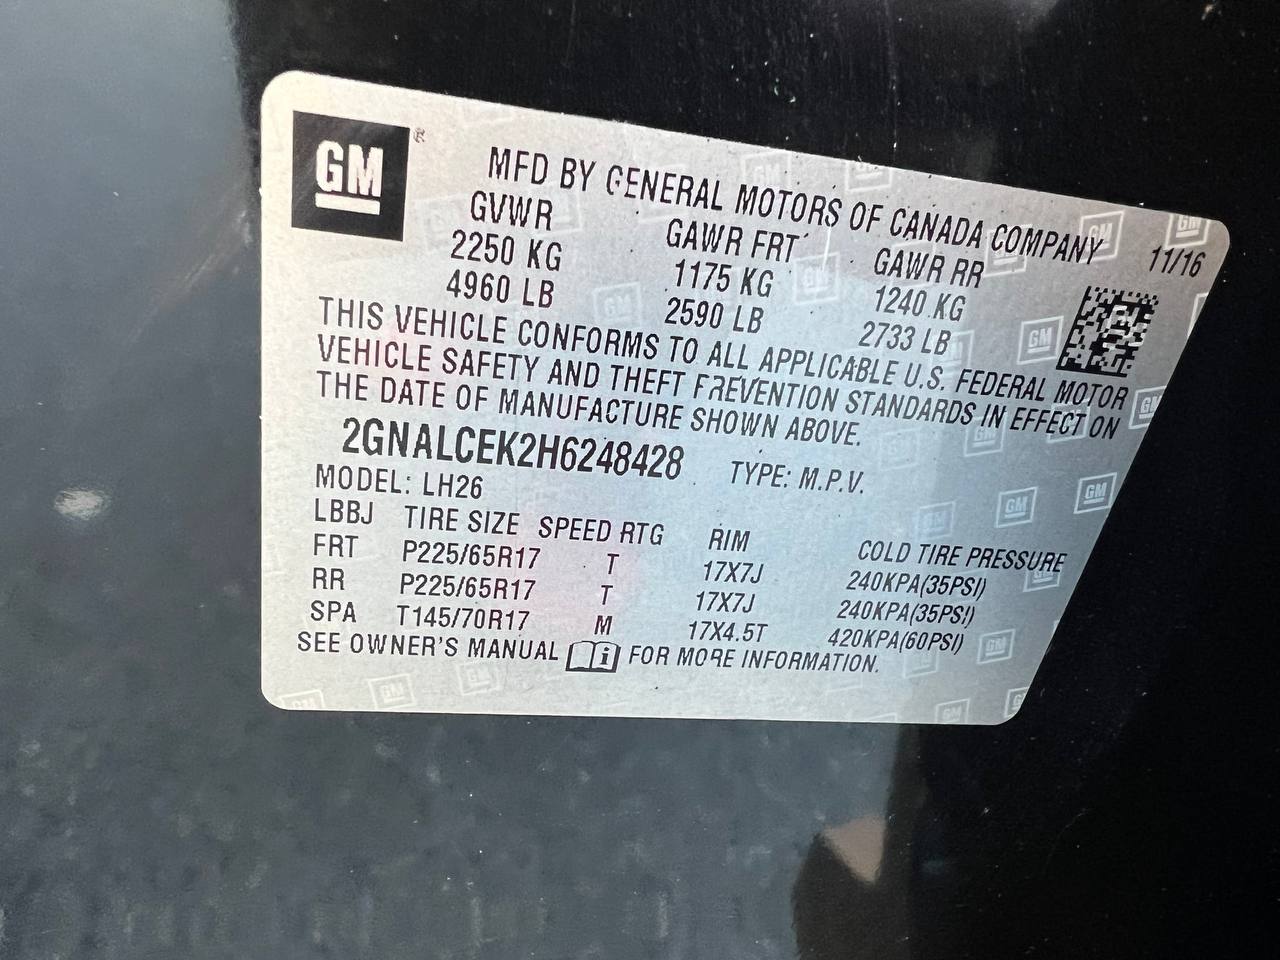 GM ®
MFD BY GENERAL MOTORS OF CANADA COMPANY 11/16
GVWR GAWR FRT GAWR RR
2250 KG 1175 KG 1240 KG
4960 LB 2590 LB 2733 LB
THIS VEHICLE CONFORMS TO ALL APPLICABLE U.S. FEDERAL MOTOR
VEHICLE SAFETY AND THEFT PREVENTION STANDARDS IN EFFECT ON
THE DATE OF MANUFACTURE SHOWN ABOVE.
2GNALCEK2H6248428 TYPE: M.P.V.
MODEL: LH26
LBBJ TIRE SIZE SPEED RTG RIM COLD TIRE PRESSURE
FRT P225/65R17 T 17X7J 240KPA(35PSI)
RR P225/65R17 T 17X7J 240KPA(35PSI)
SPA T145/70R17 M 17X4.5T 420KPA(60PSI)
SEE OWNER'S MANUAL i FOR MORE INFORMATION.